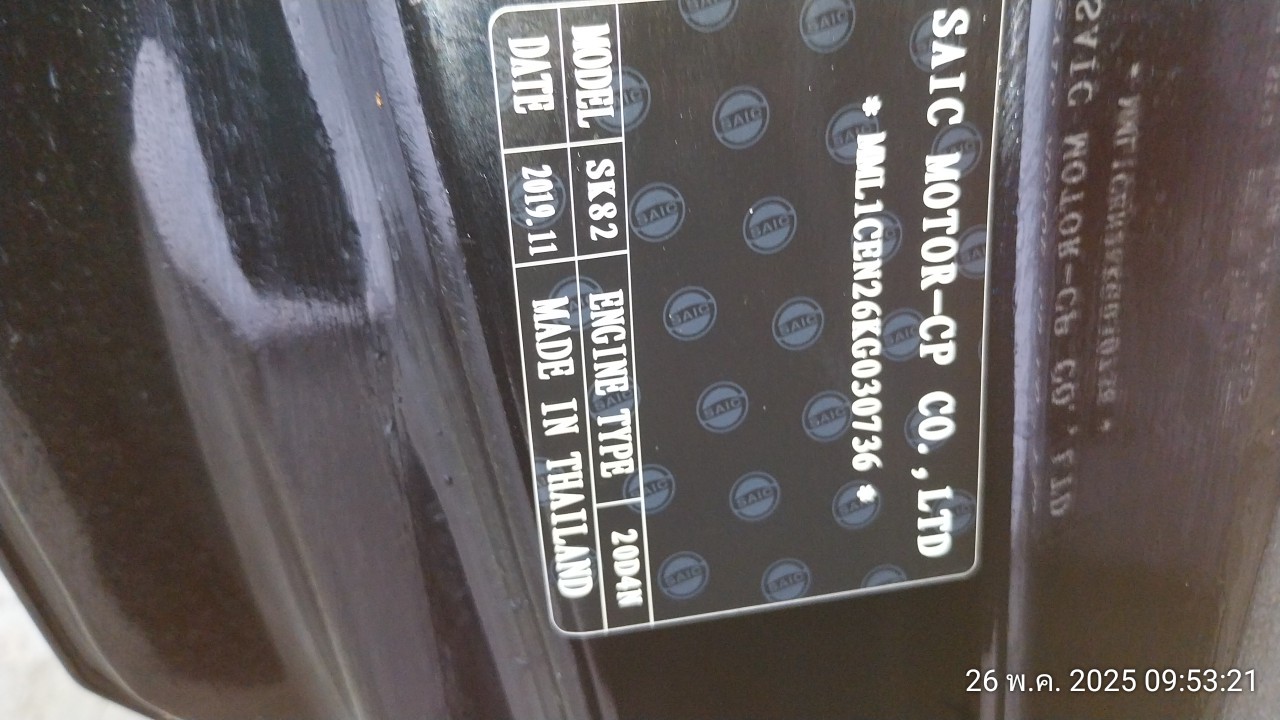 SAIC MOTOR-CP CO.,LTD
* MML1CEN26KG030736 *
MODEL SK82 ENGINE TYPE 20D4N
DATE 2019.11 MADE IN THAILAND
26 พ.ค. 2025 09:53:21